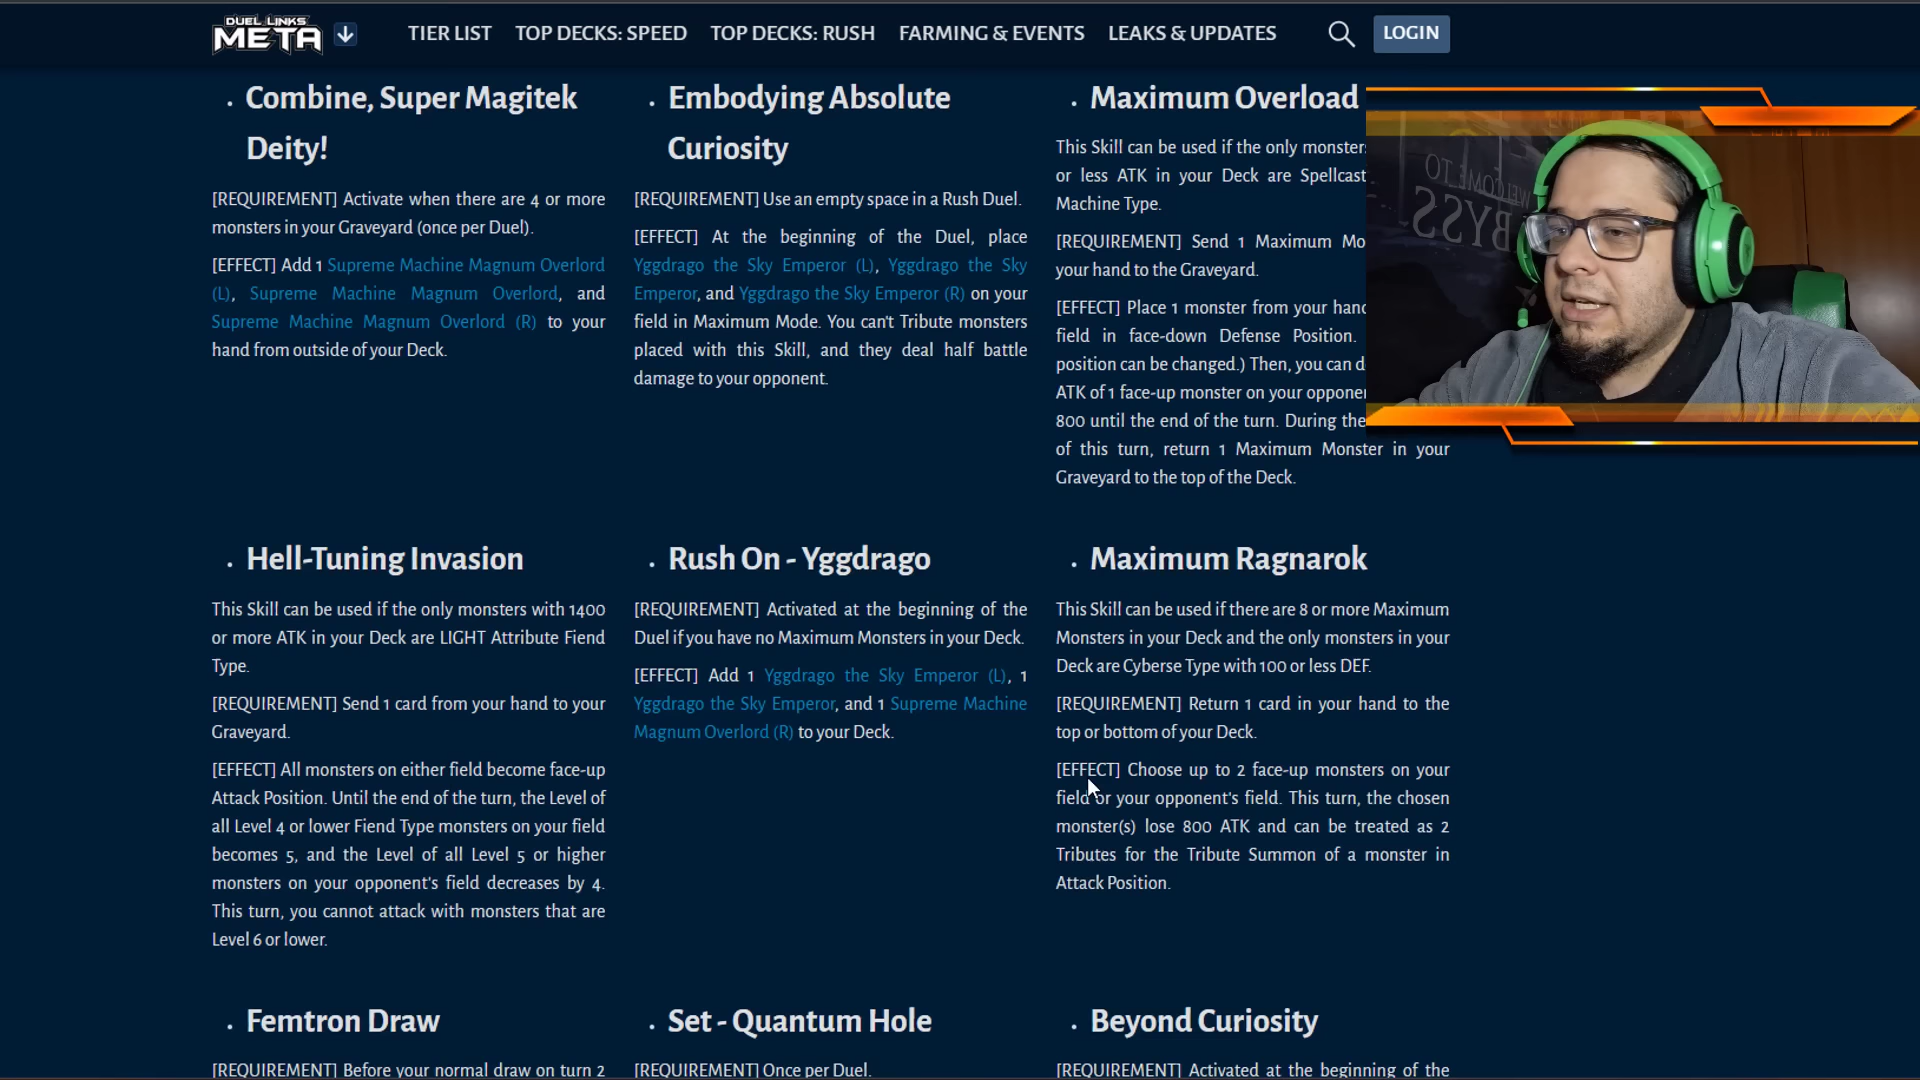 DUEL LINKS
META
TIER LIST
TOP DECKS: SPEED
TOP DECKS: RUSH
FARMING & EVENTS
LEAKS & UPDATES
LOGIN
Combine, Super Magitek
Deity!
[REQUIREMENT] Activate when there are 4 or more
monsters in your Graveyard (once per Duel).
[EFFECT] Add 1 Supreme Machine Magnum Overlord
(L), Supreme Machine Magnum Overlord, and
Supreme Machine Magnum Overlord (R) to your
hand from outside of your Deck.
Embodying Absolute
Curiosity
[REQUIREMENT] Use an empty space in a Rush Duel.
[EFFECT] At the beginning of the Duel, place
Yggdrago the Sky Emperor (L), Yggdrago the Sky
Emperor, and Yggdrago the Sky Emperor (R) on your
field in Maximum Mode. You can't Tribute monsters
placed with this Skill, and they deal half battle
damage to your opponent.
Maximum Overload
This Skill can be used if the only monster
or less ATK in your Deck are Spellcast
Machine Type.
[REQUIREMENT] Send 1 Maximum Mo
your hand to the Graveyard.
[EFFECT] Place 1 monster from your hand
field in face-down Defense Position.
position can be changed.) Then, you can d
ATK of 1 face-up monster on your oppone
800 until the end of the turn. During the
of this turn, return 1 Maximum Monster in your
Graveyard to the top of the Deck.
WELCOME TO
BYSS
Hell-Tuning Invasion
This Skill can be used if the only monsters with 1400
or more ATK in your Deck are LIGHT Attribute Fiend
Type.
[REQUIREMENT] Send 1 card from your hand to your
Graveyard.
[EFFECT] All monsters on either field become face-up
Attack Position. Until the end of the turn, the Level of
all Level 4 or lower Fiend Type monsters on your field
becomes 5, and the Level of all Level 5 or higher
monsters on your opponent's field decreases by 4.
This turn, you cannot attack with monsters that are
Level 6 or lower.
Rush On - Yggdrago
[REQUIREMENT] Activated at the beginning of the
Duel if you have no Maximum Monsters in your Deck.
[EFFECT] Add 1 Yggdrago the Sky Emperor (L), 1
Yggdrago the Sky Emperor, and 1 Supreme Machine
Magnum Overlord (R) to your Deck.
Maximum Ragnarok
This Skill can be used if there are 8 or more Maximum
Monsters in your Deck and the only monsters in your
Deck are Cyberse Type with 100 or less DEF.
[REQUIREMENT] Return 1 card in your hand to the
top or bottom of your Deck.
[EFFECT] Choose up to 2 face-up monsters on your
field or your opponent's field. This turn, the chosen
monster(s) lose 800 ATK and can be treated as 2
Tributes for the Tribute Summon of a monster in
Attack Position.
Femtron Draw
[REQUIREMENT] Before your normal draw on turn 2
Set - Quantum Hole
[REQUIREMENT] Once per Duel.
Beyond Curiosity
[REQUIREMENT] Activated at the beginning of the